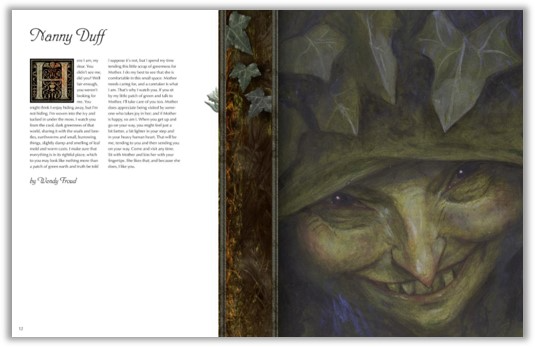 Nanny Duff
H ere I am, my
dear. You
didn't see me,
did you? Well
fair enough,
you weren't
looking for
me. You
might think I enjoy hiding away, but I'm
not hiding. I'm woven into the ivy and
tucked in under the moss. I watch you
from the cool, dark greenness of that
world, sharing it with the snails and bee-
tles, earthworms and small, burrowing
things, slightly damp and smelling of leaf
mold and warm rusty. I make sure that
everything is in its rightful place, which
to you may look like nothing more than
a patch of green earth and truth be told
I suppose it's not, but I spend my time
tending this little scrap of greenness for
Mother. I do my best to see that she is
comfortable in this small space. Mother
needs caring for, and a caretaker is what
I am. That's why I watch you. If you sit
by my little patch of green and talk to
Mother, I'll take care of you too. Mother
does appreciate being visited by some-
one who takes joy in her, and if Mother
is happy, so am I. When you get up and
go on your way, you might feel just a
bit better, a bit lighter in your step and
in your heavy human heart. That will be
me, tending to you and then sending you
on your way. Come and visit any time.
Sit with Mother and kiss her with your
fingertips. She likes that, and because she
does, I like you.
by Wendy Froud